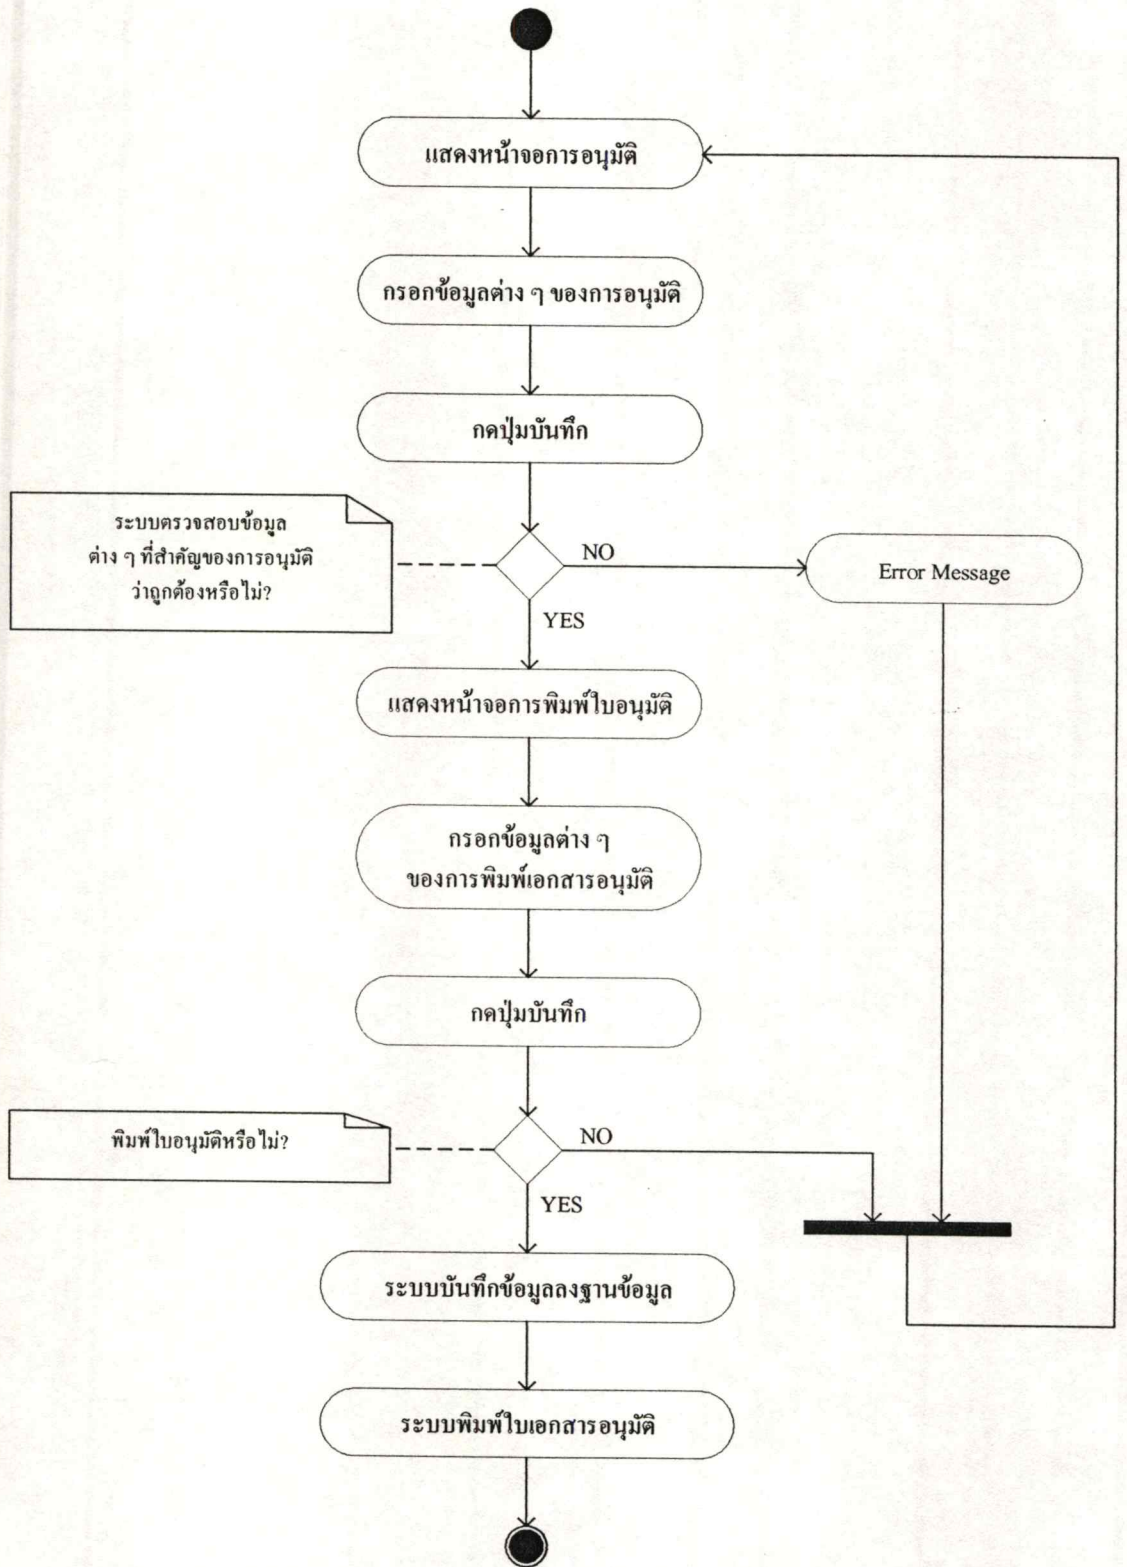 แสดงหน้าจอการอนุมัติ
กรอกข้อมูลต่าง ๆ ของการอนุมัติ
กดปุ่มบันทึก
ระบบตรวจสอบข้อมูล
ต่าง ๆ ที่สำคัญของการอนุมัติ
ว่าถูกต้องหรือไม่?
NO
Error Message
YES
แสดงหน้าจอการพิมพ์ใบอนุมัติ
กรอกข้อมูลต่าง ๆ
ของการพิมพ์เอกสารอนุมัติ
กดปุ่มบันทึก
พิมพ์ใบอนุมัติหรือไม่?
NO
YES
ระบบบันทึกข้อมูลลงฐานข้อมูล
ระบบพิมพ์ใบเอกสารอนุมัติ